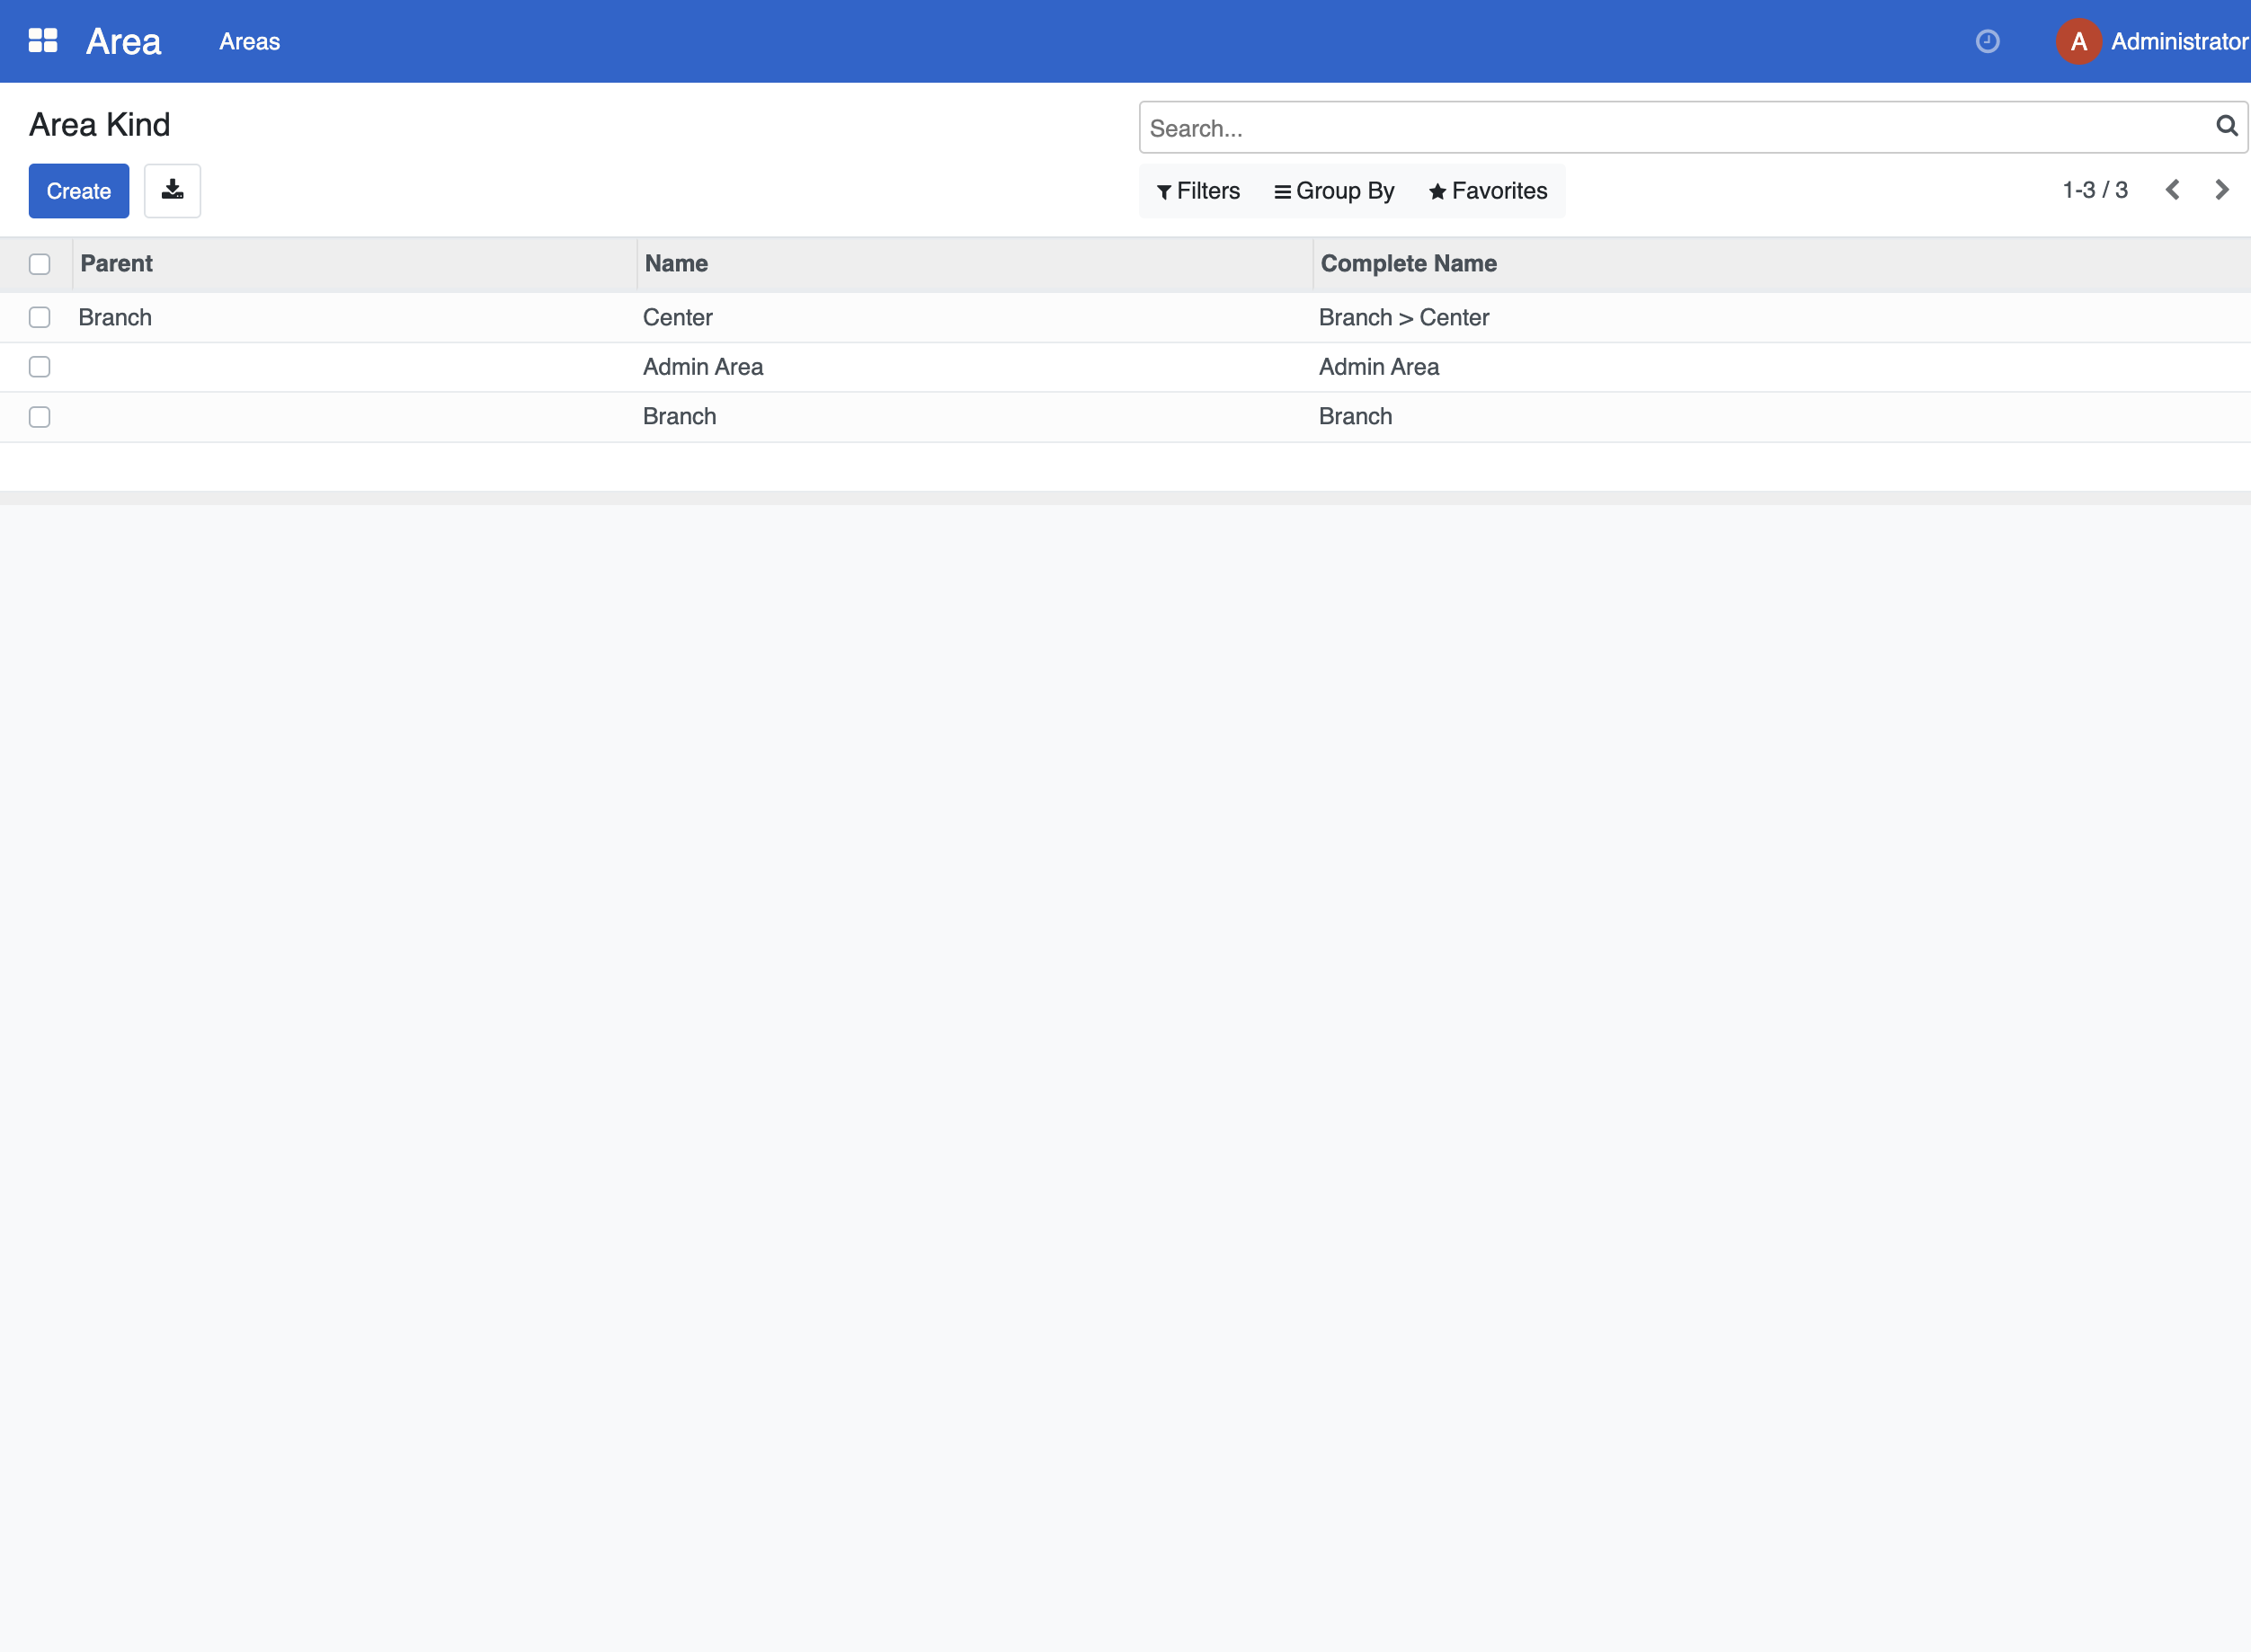 Area Areas A Administrator
Area Kind Search...
Create Filters Group By Favorites 1-3 / 3
Parent Name Complete Name
Branch Center Branch > Center
Admin Area Admin Area
Branch Branch